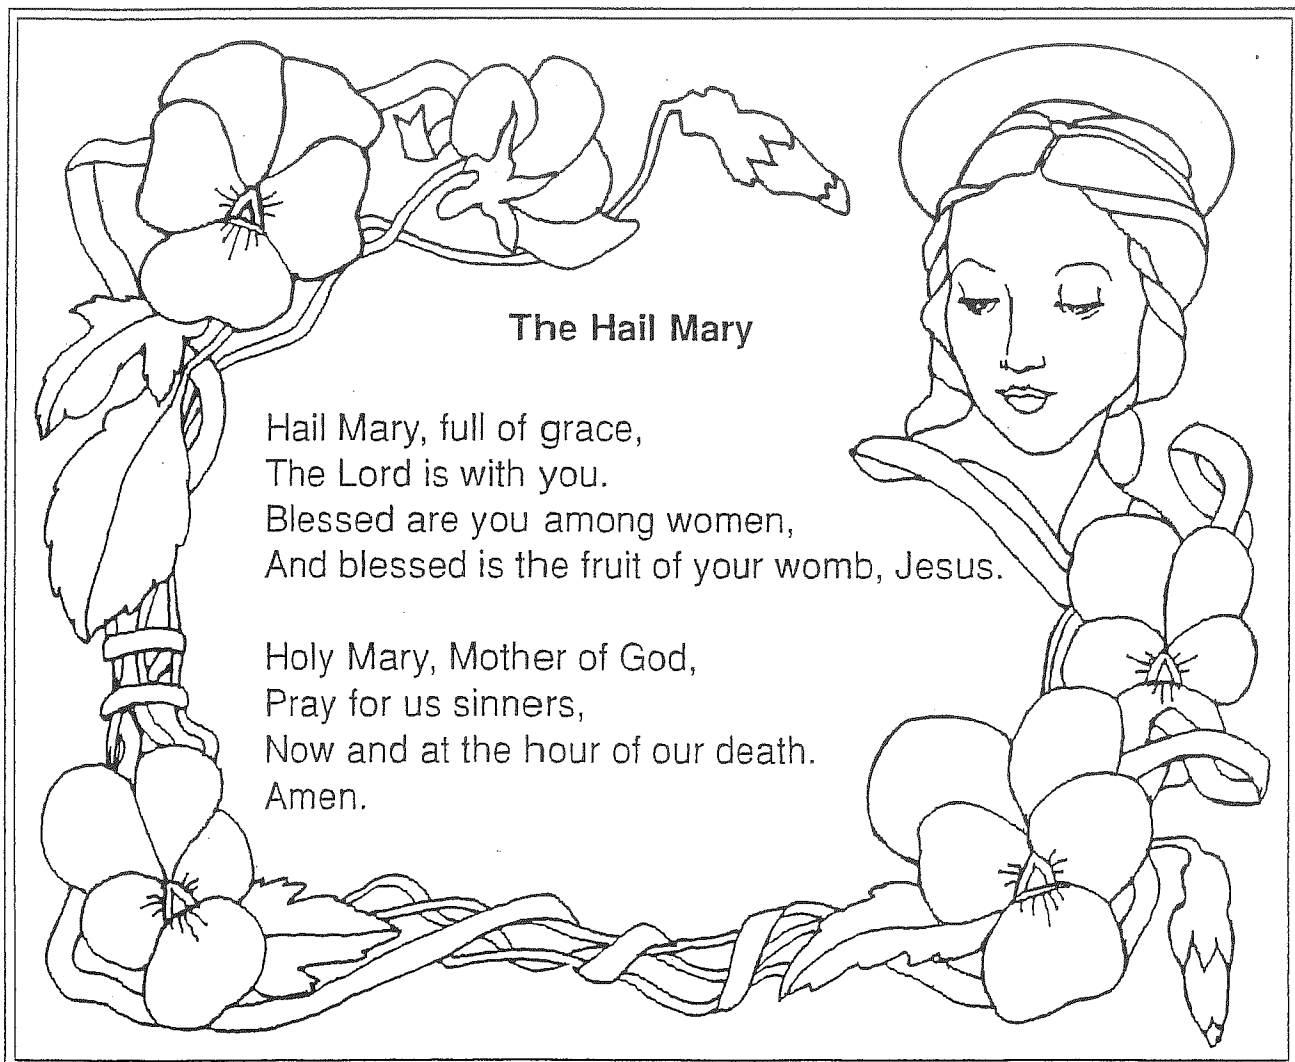 The Hail Mary
Hail Mary, full of grace,
The Lord is with you.
Blessed are you among women,
And blessed is the fruit of your womb, Jesus.
Holy Mary, Mother of God,
Pray for us sinners,
Now and at the hour of our death.
Amen.